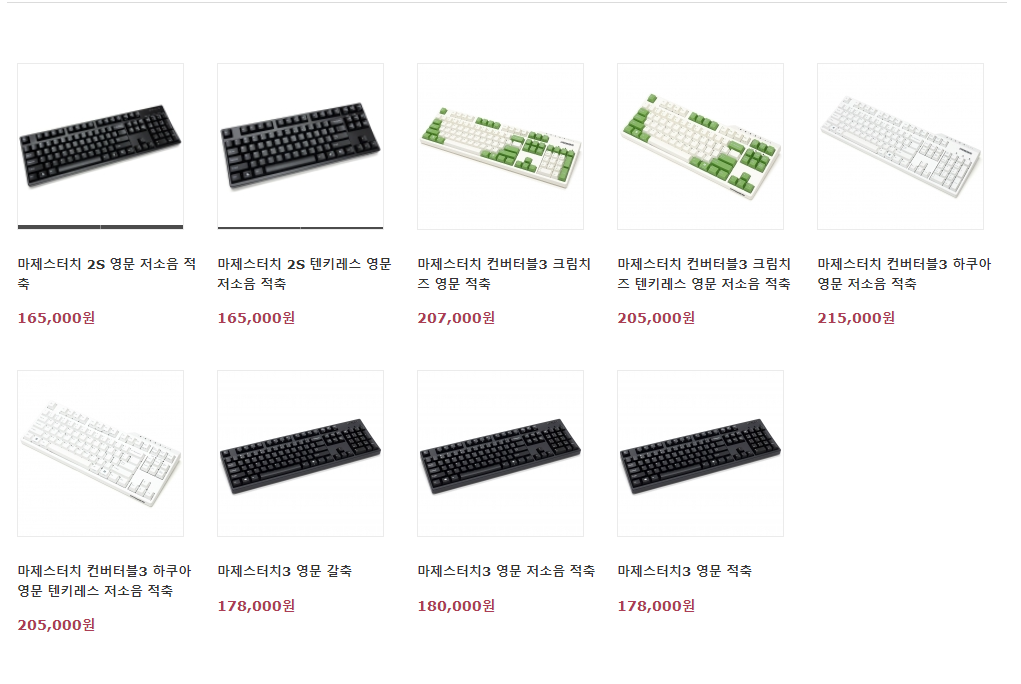 마제스터치 2S 영문 저소음 적
축
165,000원
마제스터치 2S 텐키레스 영문
저소음 적축
165,000원
마제스터치 컨버터블3 크림치
즈 영문 적축
207,000원
마제스터치 컨버터블3 크림치
즈 텐키레스 영문 저소음 적축
205,000원
마제스터치 컨버터블3 하쿠아
영문 저소음 적축
215,000원
마제스터치 컨버터블3 하쿠아
영문 텐키레스 저소음 적축
205,000원
마제스터치3 영문 갈축
178,000원
마제스터치3 영문 저소음 적축
180,000원
마제스터치3 영문 적축
178,000원